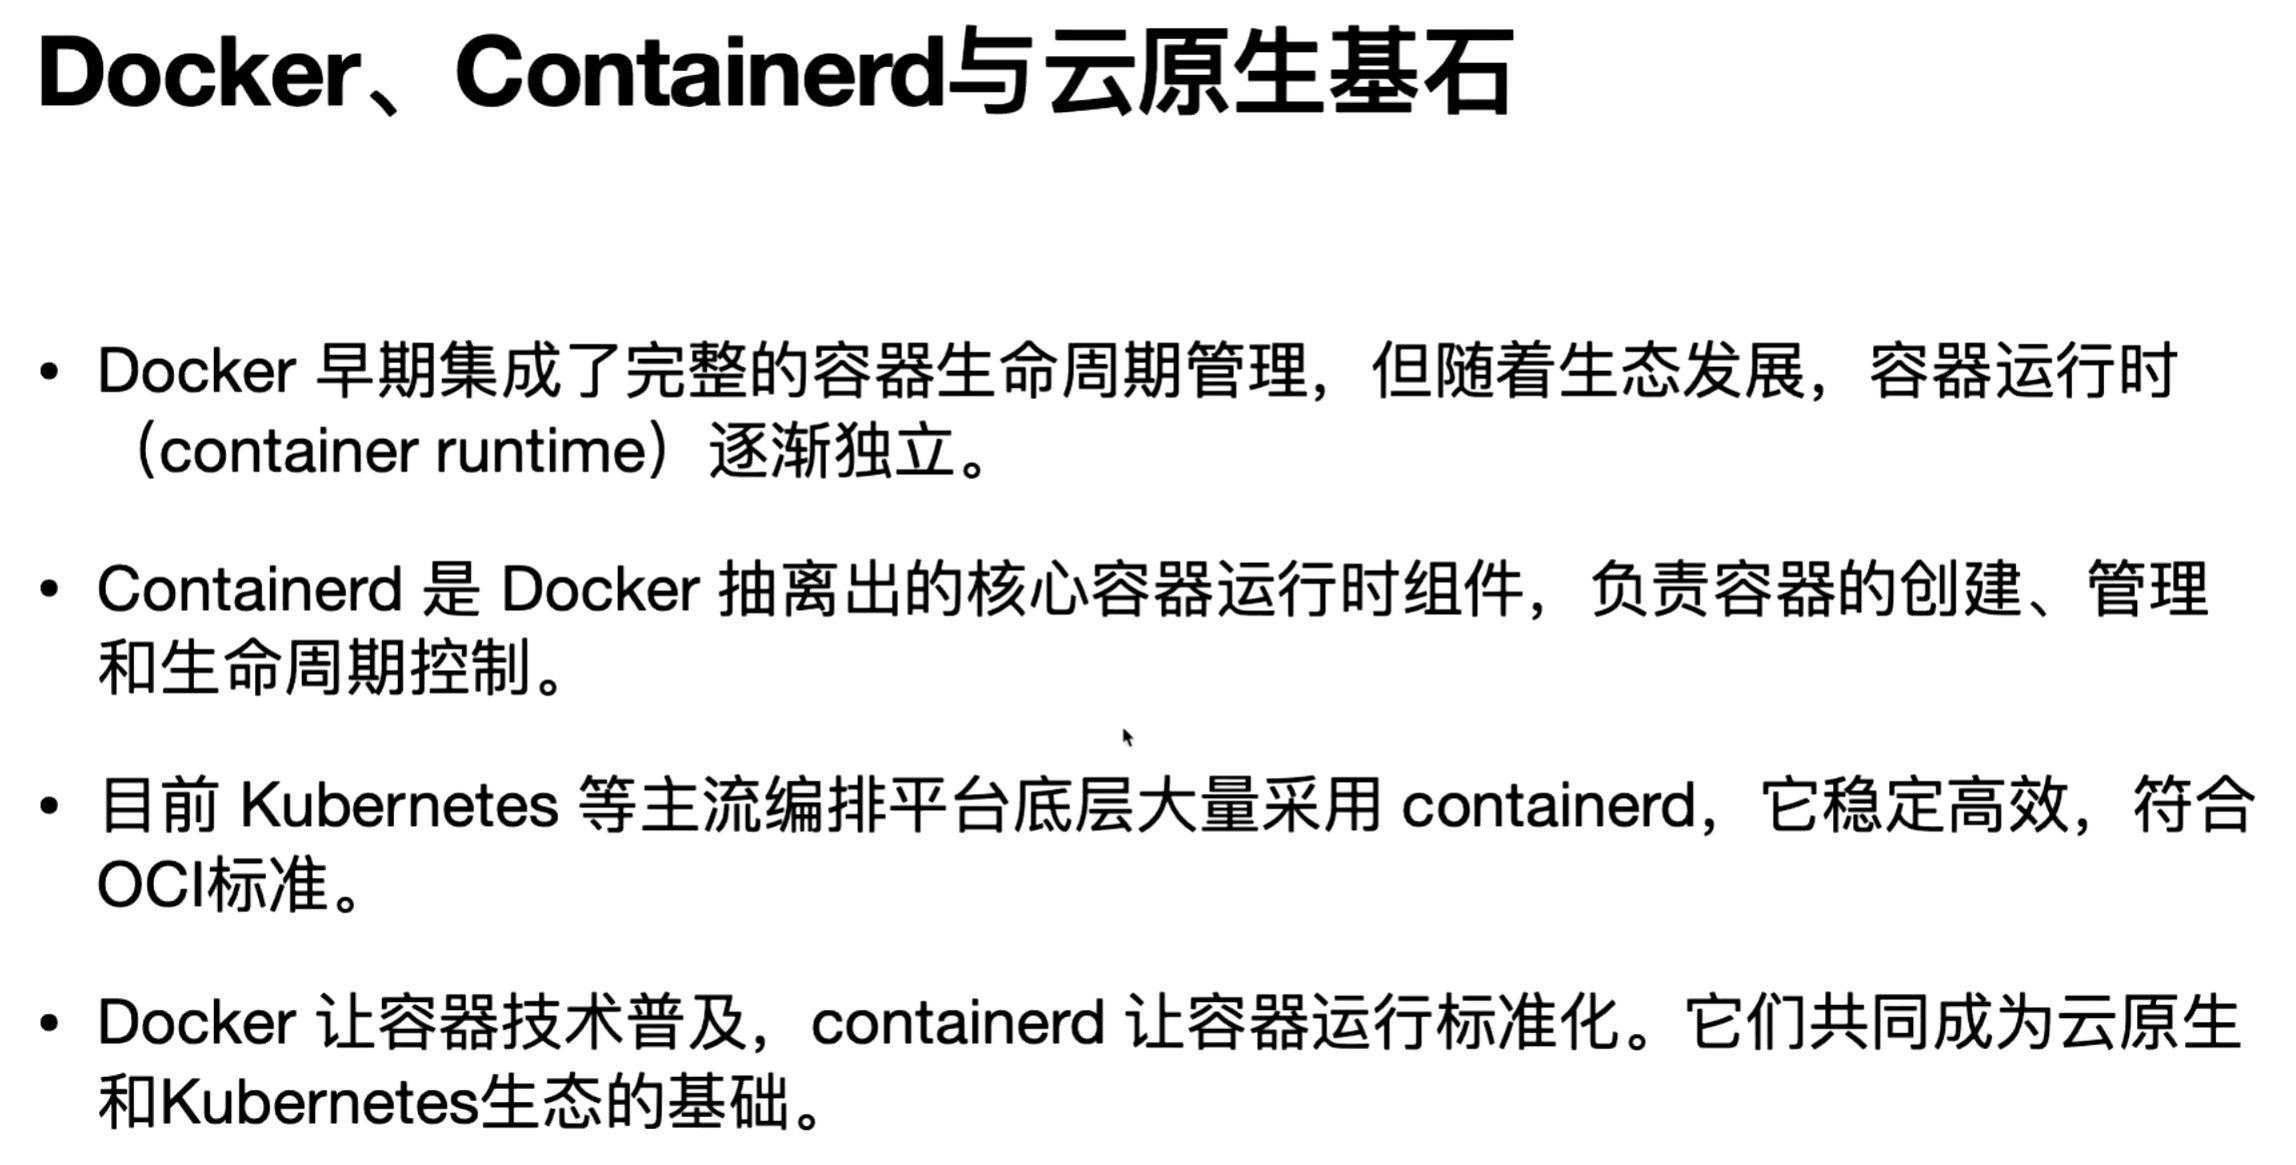 Docker、Containerd与云原生基石
• Docker 早期集成了完整的容器生命周期管理，但随着生态发展，容器运行时
（container runtime）逐渐独立。
• Containerd 是 Docker 抽离出的核心容器运行时组件，负责容器的创建、管理
和生命周期控制。
• 目前 Kubernetes 等主流编排平台底层大量采用 containerd，它稳定高效，符合
OCI标准。
• Docker 让容器技术普及，containerd 让容器运行标准化。它们共同成为云原生
和Kubernetes生态的基础。